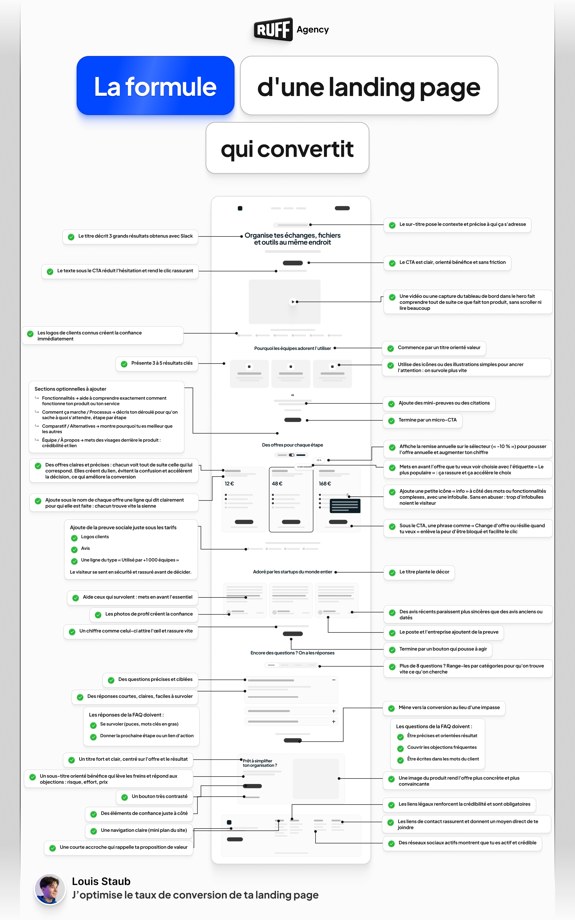 RUFF Agency
La formule
d'une landing page
qui convertit
Le sur-titre pose le contexte et précise à qui ça s'adresse
Le titre décrit 3 grands résultats obtenus avec Slack
Organise tes échanges, fichiers
et outils au même endroit
Le CTA est clair, orienté bénéfice et sans friction
Le texte sous le CTA réduit l'hésitation et rend le clic rassurant
Une vidéo ou une capture du tableau de bord dans le hero fait
comprendre tout de suite ce que fait ton produit, sans scroller ni
lire beaucoup
Les logos de clients connus créent la confiance
immédiatement
Pourquoi les équipes adorent l'utiliser
Commence par un titre orienté valeur
Présente 3 à 5 résultats clés
Utilise des icônes ou des illustrations simples pour ancrer
l'attention : on survole plus vite
Sections optionnelles à ajouter
Fonctionnalités → aide à comprendre exactement comment
fonctionne ton produit ou ton service
Comment ça marche / Processus → décrit ton déroulé pour qu'on
sache à quoi s'attendre, étape par étape
Comparatif / Alternatives → montre pourquoi tu es meilleur que
les autres
Équipe / À propos → mets des visages derrière le produit :
crédibilité et lien
Ajoute des mini-preuves ou des citations
Termine par un micro-CTA
Des offres pour chaque étape
Affiche la remise annuelle sur le sélecteur (« -10 % ») pour pousser
l'offre annuelle et augmenter ton chiffre
Des offres claires et précises : chacun voit tout de suite celle qui lui
correspond. Elles créent du lien, évitent la confusion et accélèrent
la décision, ce qui améliore la conversion
Mets en avant l'offre que tu veux voir choisie avec l'étiquette « Le
plus populaire » : ça rassure et ça accélère le choix
12 €
48 €
168 €
Ajoute sous le nom de chaque offre une ligne qui dit clairement
pour qui elle est faite : chacun trouve vite la sienne
Ajoute une petite icône « info » à côté des mots ou fonctionnalités
complexes, avec une infobulle. Sans en abuser : trop d'infobulles
noient le visiteur
Ajoute de la preuve sociale juste sous les tarifs
Logos clients
Avis
Une ligne du type « Utilisé par +1 000 équipes »
Le visiteur se sent en sécurité et rassuré avant de décider.
Sous le CTA, une phrase comme « Change d'offre ou résilie quand
tu veux » enlève la peur d'être bloqué et facilite le clic
Adoré par les startups du monde entier
Le titre plante le décor
Aide ceux qui survolent : mets en avant l'essentiel
Les photos de profil créent la confiance
Des avis récents paraissent plus sincères que des avis anciens ou
datés
Un chiffre comme celui-ci attire l'œil et rassure vite
Le poste et l'entreprise ajoutent de la preuve
Termine par un bouton qui pousse à agir
Encore des questions ? On a les réponses
Plus de 8 questions ? Range-les par catégories pour qu'on trouve
vite ce qu'on cherche
Des questions précises et ciblées
Des réponses courtes, claires, faciles à survoler
Les réponses de la FAQ doivent :
Se survoler (puces, mots clés en gras)
Donner la prochaine étape ou un lien d'action
Mène vers la conversion au lieu d'une impasse
Les questions de la FAQ doivent :
Être précises et orientées résultat
Couvrir les objections fréquentes
Être écrites dans les mots du client
Un titre fort et clair, centré sur l'offre et le résultat
Prêt à simplifier
ton organisation ?
Un sous-titre orienté bénéfice qui lève les freins et répond aux
objections : risque, effort, prix
Une image du produit rend l'offre plus concrète et plus
convaincante
Un bouton très contrasté
Des éléments de confiance juste à côté
Les liens légaux renforcent la crédibilité et sont obligatoires
Une navigation claire (mini plan du site)
Les liens de contact rassurent et donnent un moyen direct de te
joindre
Une courte accroche qui rappelle ta proposition de valeur
Des réseaux sociaux actifs montrent que tu es actif et crédible
Louis Staub
J'optimise le taux de conversion de ta landing page